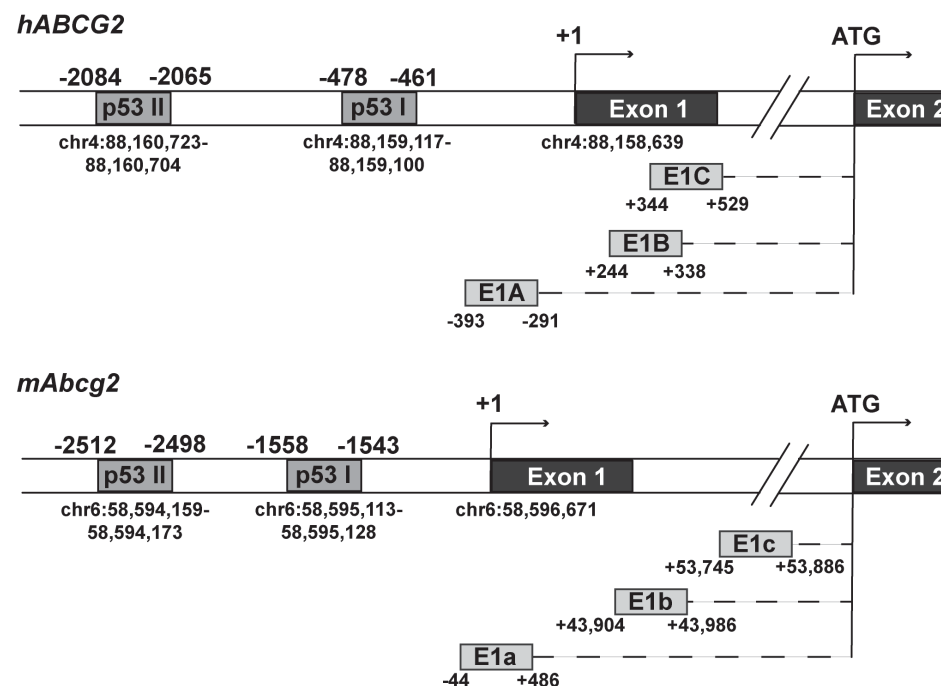 hABCG2
+1
ATG
-2084 -2065
-478 -461
p53 II
p53 I
Exon 1
Exon 2
chr4:88,160,723-
88,160,704
chr4:88,159,117-
88,159,100
chr4:88,158,639
E1C
+344 +529
E1B
+244 +338
E1A
-393 -291
mAbcg2
+1
ATG
-2512 -2498
-1558 -1543
p53 II
p53 I
Exon 1
Exon 2
chr6:58,594,159-
58,594,173
chr6:58,595,113-
58,595,128
chr6:58,596,671
E1c
+53,745 +53,886
E1b
+43,904 +43,986
E1a
-44 +486